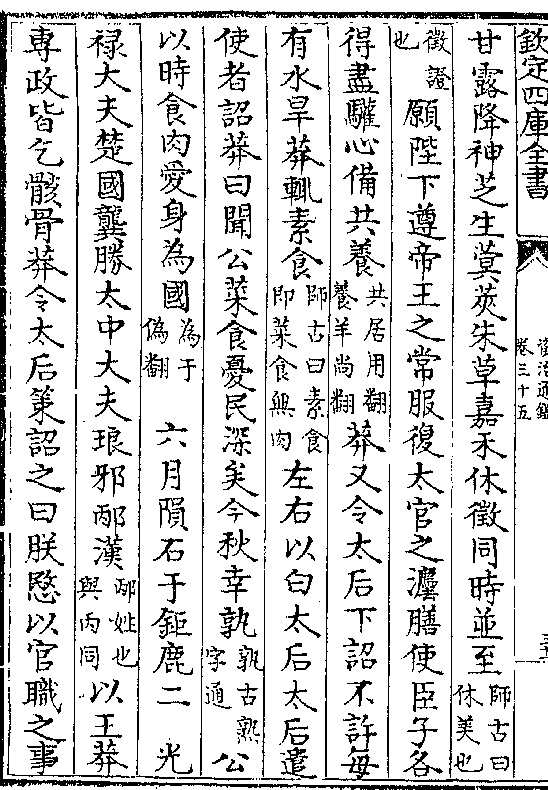 欽定四庫全書
資治通鑑
卷三十五
甘露降神芝生蓂莢朱草嘉禾休徵同時並至師古曰休美也
徵證也願陛下遵帝王之常服復太官之灋膳使臣子各
得盡驩心備共養共居用翻養羊尚翻莽又令太后下詔不許每
有水旱莽輒素食師古曰素食即菜食無肉左右以白太后太后遣
使者詔莽曰聞公菜食憂民深矣今秋幸孰孰古熟字通公
以時食肉愛身為國為于偽翻 六月隕石于鉅鹿二 光
禄大夫楚國龔勝太中大夫琅邪邴漢邴姓也與丙同以王莽
專政皆乞骸骨莽令太后策詔之曰朕愍以官職之事